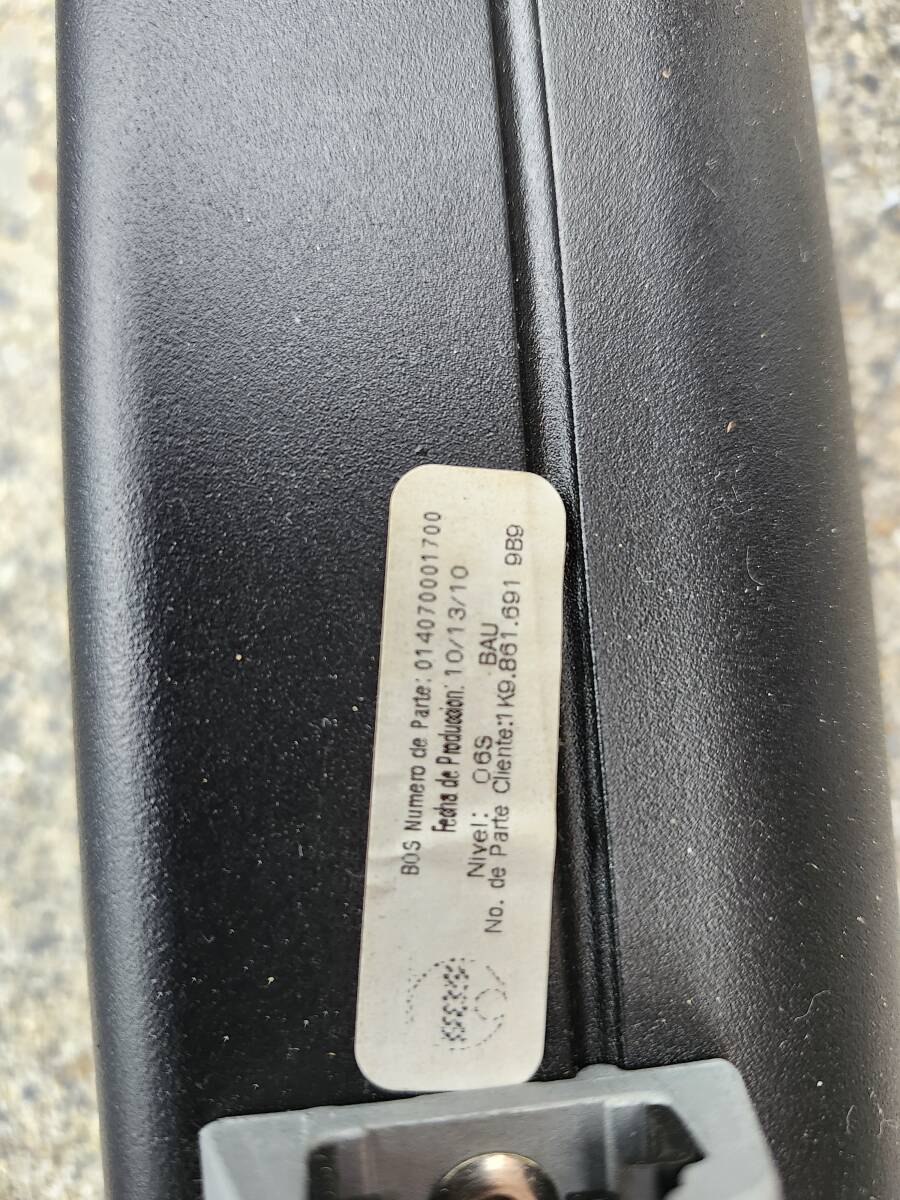 BOS Numero de Parte: 014070001700
Fecha de Produccion: 10/13/10
Nivel: 06S BAU
No. de Parte Cliente:1K9.861.691 9B9